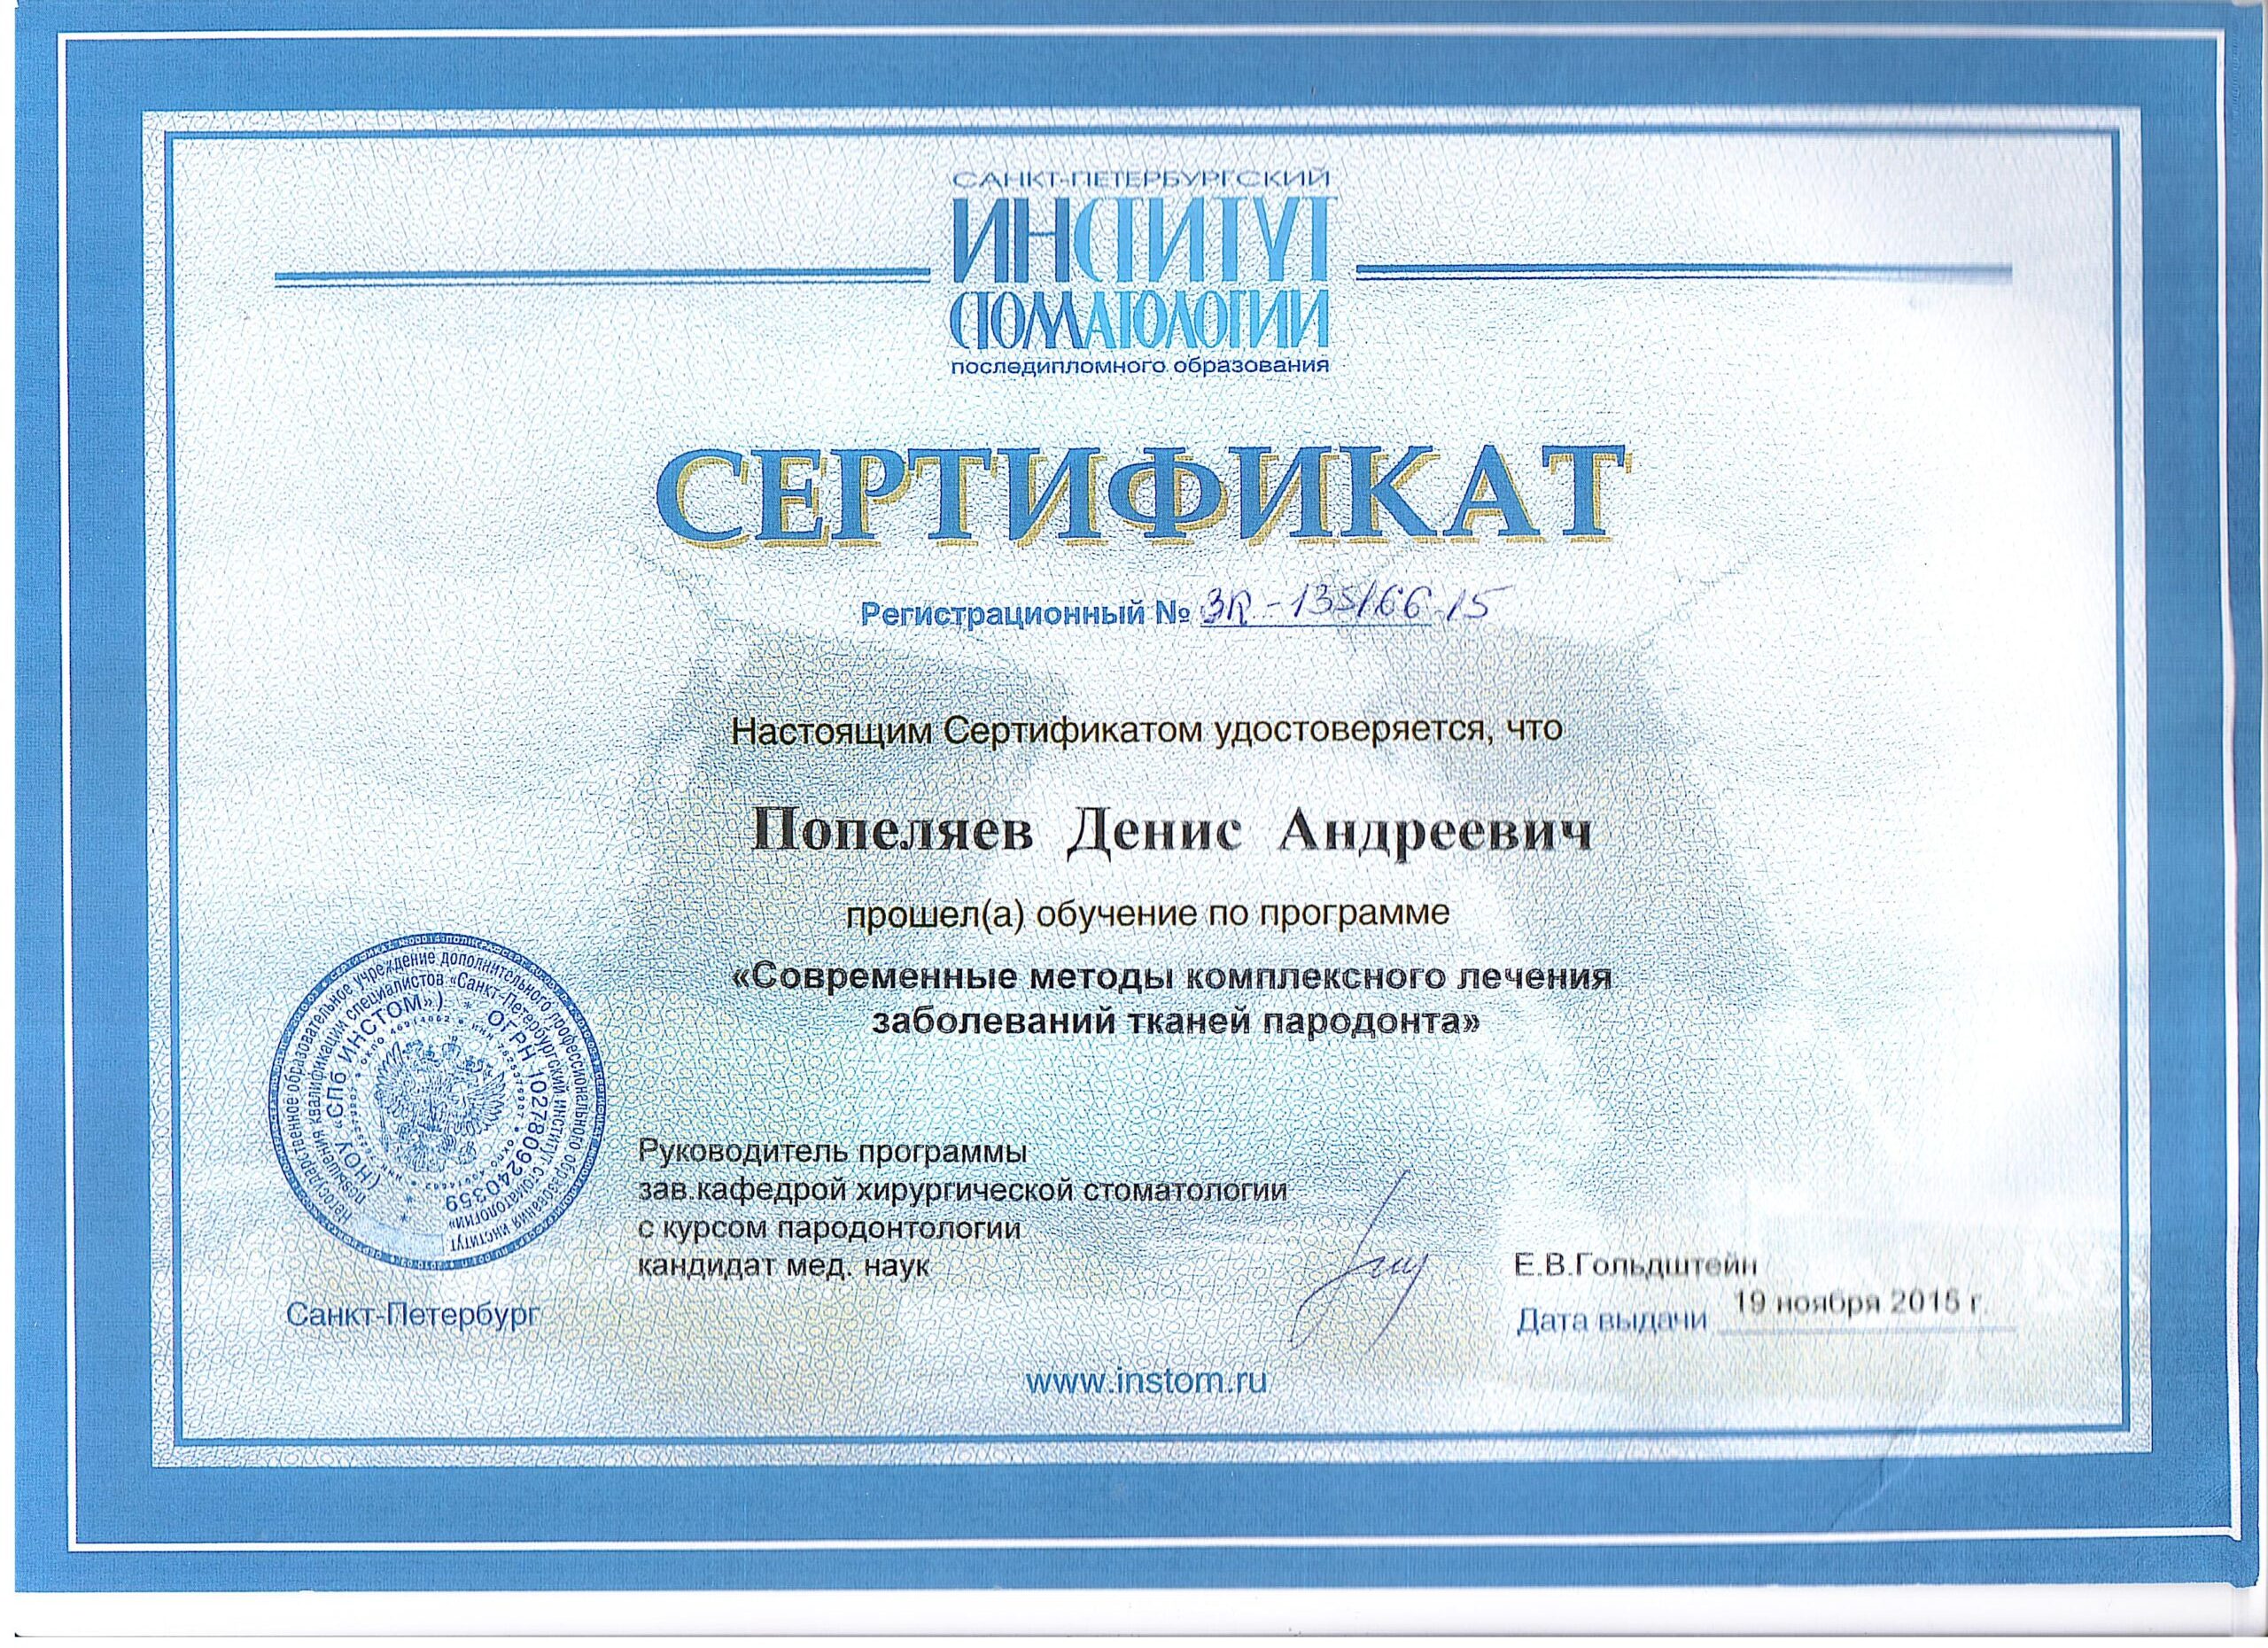 САНКТ-ПЕТЕРБУРГСКИЙ
ИНСТИТУТ
СТОМАТОЛОГИИ
последипломного образования
СЕРТИФИКАТ
Регистрационный № ЗП-135/66-15
Настоящим Сертификатом удостоверяется, что
Попеляев Денис Андреевич
прошел(а) обучение по программе
«Современные методы комплексного лечения
заболеваний тканей пародонта»
Руководитель программы
зав.кафедрой хирургической стоматологии
с курсом пародонтологии
кандидат мед. наук
Е.В.Гольдштейн
Санкт-Петербург
Дата выдачи 19 ноября 2015 г.
www.instom.ru
Негосударственное образовательное учреждение дополнительного профессионального образования институт
повышения квалификации специалистов «Санкт-Петербургский институт стоматологии»
(НОУ «СПб ИНСТОМ») * ОГРН 1027809240359 *